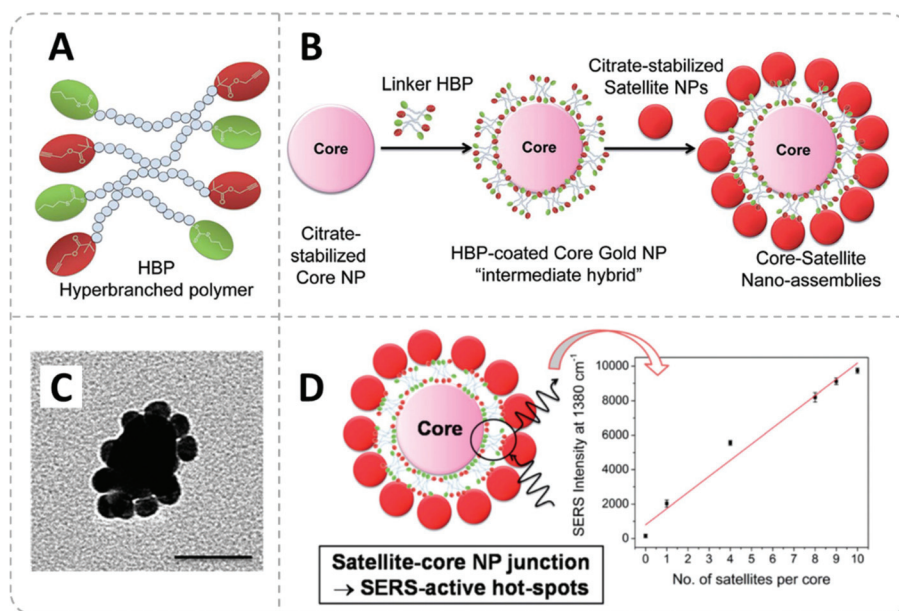 A
HBP
Hyperbranched polymer
B
Linker HBP
Citrate-stabilized
Satellite NPs
Core
Core
Core
Citrate-
stabilized
Core NP
HBP-coated Core Gold NP
“intermediate hybrid”
Core-Satellite
Nano-assemblies
C
D
Core
Satellite-core NP junction
→ SERS-active hot-spots
SERS Intensity at 1380 cm⁻¹
10000
8000
6000
4000
2000
0
0 1 2 3 4 5 6 7 8 9 10
No. of satellites per core